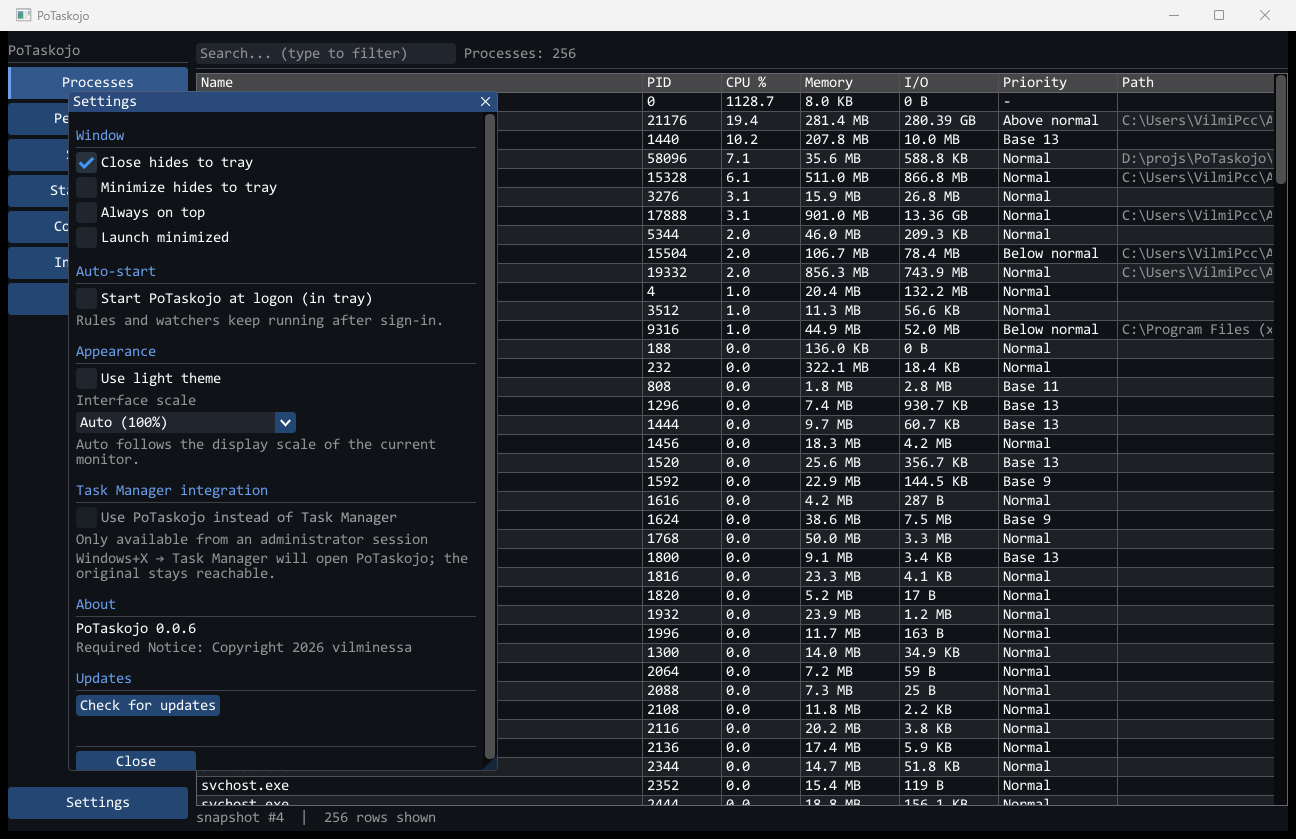 PoTaskojo
PoTaskojo
Search... (type to filter) Processes: 256
Processes
Settings
Window
Close hides to tray
Minimize hides to tray
Always on top
Launch minimized
Auto-start
Start PoTaskojo at logon (in tray)
Rules and watchers keep running after sign-in.
Appearance
Use light theme
Interface scale
Auto (100%)
Auto follows the display scale of the current
monitor.
Task Manager integration
Use PoTaskojo instead of Task Manager
Only available from an administrator session
Windows+X → Task Manager will open PoTaskojo; the
original stays reachable.
About
PoTaskojo 0.0.6
Required Notice: Copyright 2026 vilminessa
Updates
Check for updates
Close
Settings
Name PID CPU % Memory I/O Priority Path
0 1128.7 8.0 KB 0 B -
21176 19.4 281.4 MB 280.39 GB Above normal C:\Users\VilmiPcc\A
1440 10.2 207.8 MB 10.0 MB Base 13
58096 7.1 35.6 MB 588.8 KB Normal D:\projs\PoTaskojo\
15328 6.1 511.0 MB 866.8 MB Normal C:\Users\VilmiPcc\A
3276 3.1 15.9 MB 26.8 MB Normal
17888 3.1 901.0 MB 13.36 GB Normal C:\Users\VilmiPcc\A
5344 2.0 46.0 MB 209.3 KB Normal
15504 2.0 106.7 MB 78.4 MB Below normal C:\Users\VilmiPcc\A
19332 2.0 856.3 MB 743.9 MB Normal C:\Users\VilmiPcc\A
4 1.0 20.4 MB 132.2 MB Normal
3512 1.0 11.3 MB 56.6 KB Normal
9316 1.0 44.9 MB 52.0 MB Below normal C:\Program Files (x
188 0.0 136.0 KB 0 B Normal
232 0.0 322.1 MB 18.4 KB Normal
808 0.0 1.8 MB 2.8 MB Base 11
1296 0.0 7.4 MB 930.7 KB Base 13
1444 0.0 9.7 MB 60.7 KB Base 13
1456 0.0 18.3 MB 4.2 MB Normal
1520 0.0 25.6 MB 356.7 KB Base 13
1592 0.0 22.9 MB 144.5 KB Base 9
1616 0.0 4.2 MB 287 B Normal
1624 0.0 38.6 MB 7.5 MB Base 9
1768 0.0 50.0 MB 3.3 MB Normal
1800 0.0 9.1 MB 3.4 KB Base 13
1816 0.0 23.3 MB 4.1 KB Normal
1820 0.0 5.2 MB 17 B Normal
1932 0.0 23.9 MB 1.2 MB Normal
1996 0.0 11.7 MB 163 B Normal
1300 0.0 14.0 MB 34.9 KB Normal
2064 0.0 7.2 MB 59 B Normal
2088 0.0 7.3 MB 25 B Normal
2108 0.0 11.8 MB 2.2 KB Normal
2116 0.0 20.2 MB 3.8 KB Normal
2136 0.0 17.4 MB 5.9 KB Normal
2344 0.0 14.7 MB 51.8 KB Normal
svchost.exe 2352 0.0 15.4 MB 119 B Normal
svchost.exe 2444 0.0 18.8 MB 156.1 KB Normal
snapshot #4 | 256 rows shown